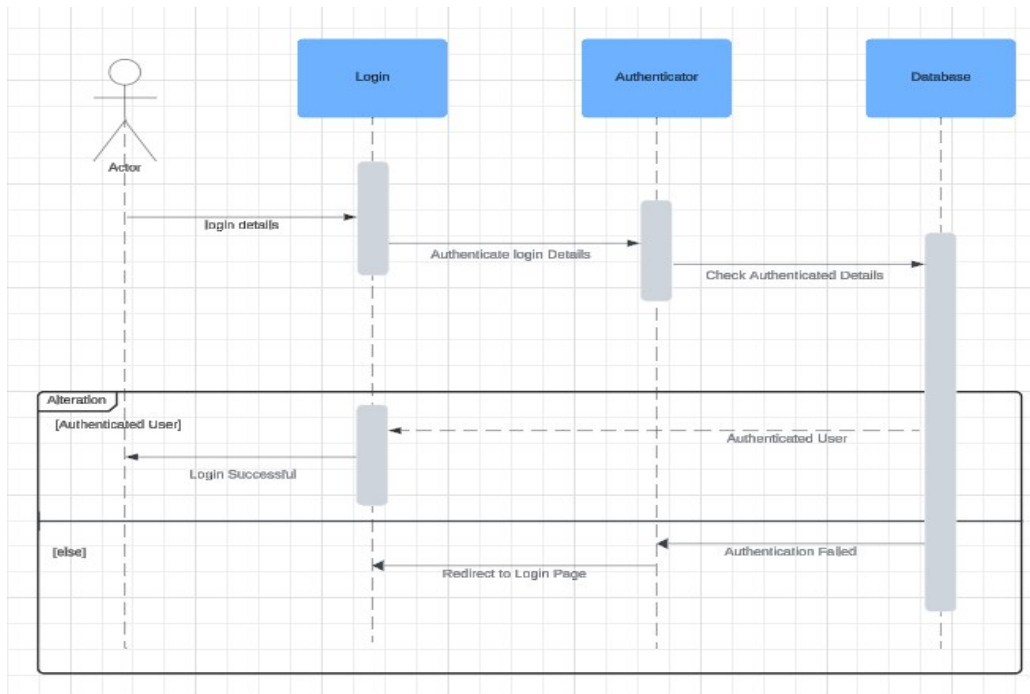 Login
Authenticator
Database
Actor
login details
Authenticate login Details
Check Authenticated Details
Alteration
[Authenticated User]
Authenticated User
Login Successful
[else]
Authentication Failed
Redirect to Login Page